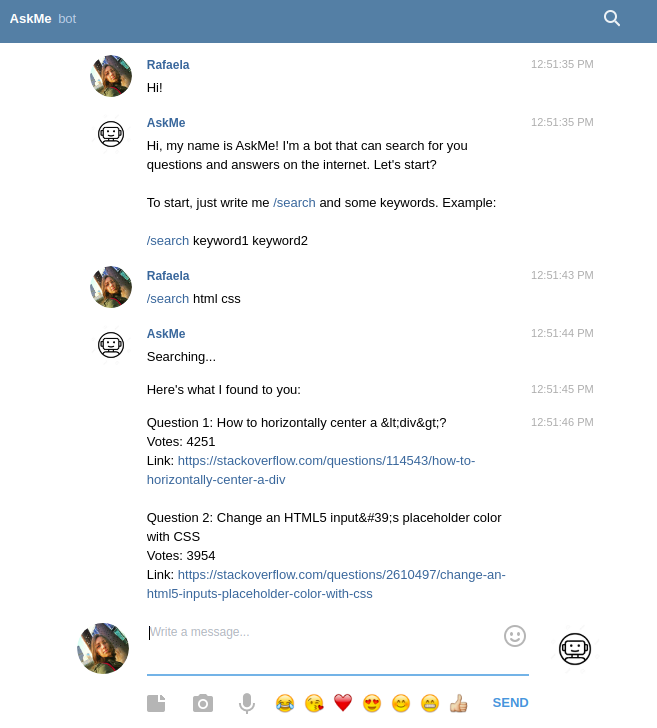 AskMe bot
Rafaela 12:51:35 PM
Hi!
AskMe 12:51:35 PM
Hi, my name is AskMe! I'm a bot that can search for you
questions and answers on the internet. Let's start?
To start, just write me /search and some keywords. Example:
/search keyword1 keyword2
Rafaela 12:51:43 PM
/search html css
AskMe 12:51:44 PM
Searching...
Here's what I found to you: 12:51:45 PM
Question 1: How to horizontally center a &lt;div&gt;? 12:51:46 PM
Votes: 4251
Link: https://stackoverflow.com/questions/114543/how-to-
horizontally-center-a-div
Question 2: Change an HTML5 input&#39;s placeholder color
with CSS
Votes: 3954
Link: https://stackoverflow.com/questions/2610497/change-an-
html5-inputs-placeholder-color-with-css
Write a message...
SEND